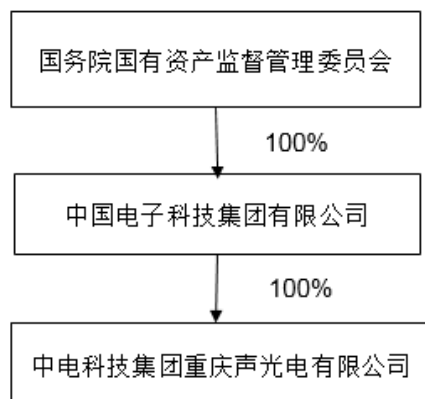 国务院国有资产监督管理委员会
100%
中国电子科技集团有限公司
100%
中电科技集团重庆声光电有限公司